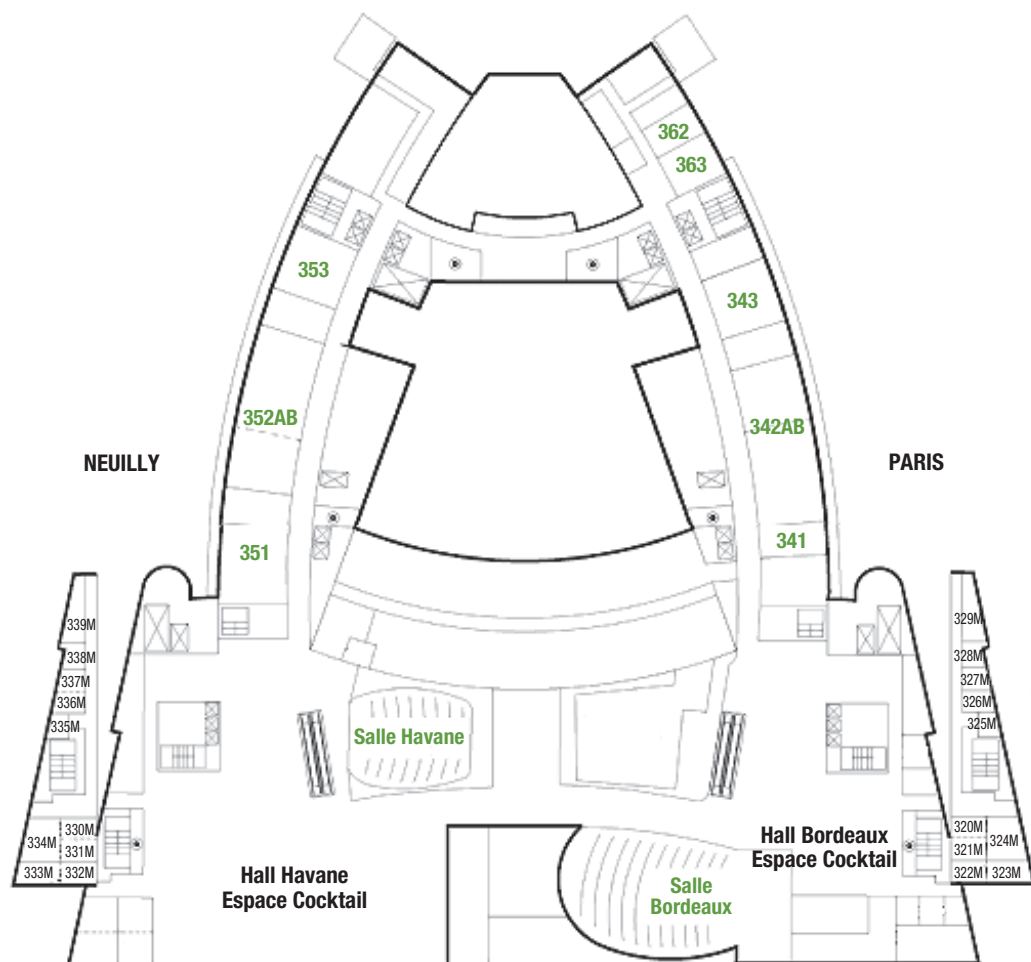 362
363
353
343
352AB
342AB
NEUILLY
PARIS
351
341
339M
338M
337M
336M
335M
329M
328M
327M
326M
325M
Salle Havane
330M
331M
334M
333M
332M
320M
321M
324M
322M
323M
Hall Bordeaux
Espace Cocktail
Hall Havane
Espace Cocktail
Salle
Bordeaux